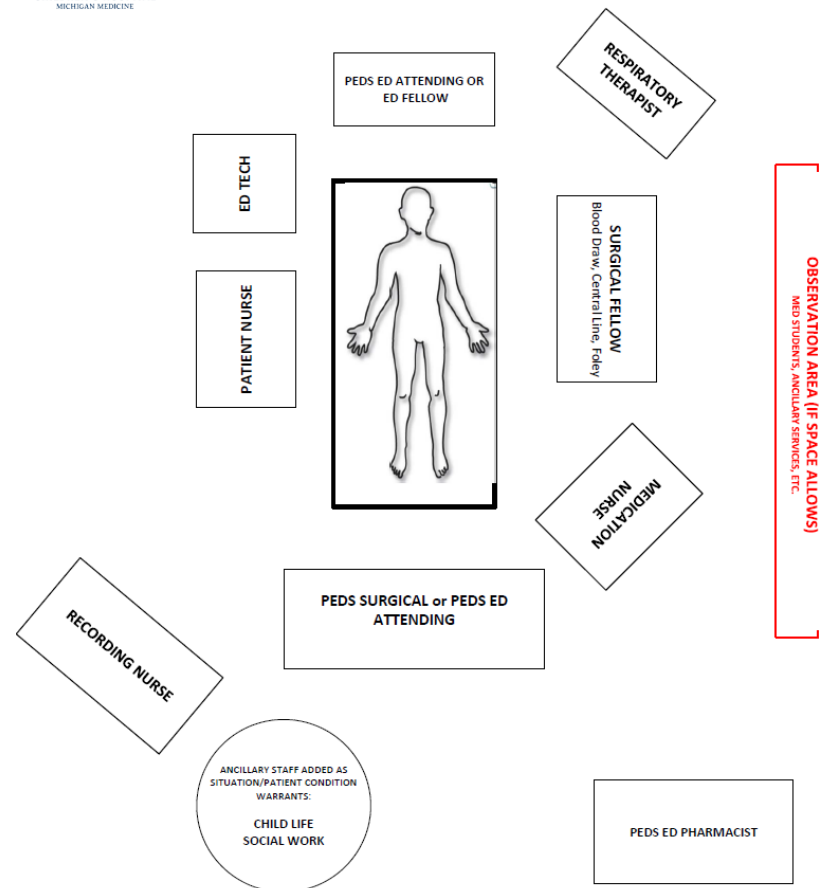 MICHIGAN MEDICINE
PEDS ED ATTENDING OR
ED FELLOW
RESPIRATORY
THERAPIST
ED TECH
SURGICAL FELLOW
Blood Draw, Central Line, Foley
PATIENT NURSE
OBSERVATION AREA (IF SPACE ALLOWS)
MED STUDENTS, ANCILLARY SERVICES, ETC.
MEDICATION
NURSE
PEDS SURGICAL or PEDS ED
ATTENDING
RECORDING NURSE
ANCILLARY STAFF ADDED AS
SITUATION/PATIENT CONDITION
WARRANTS:
CHILD LIFE
SOCIAL WORK
PEDS ED PHARMACIST